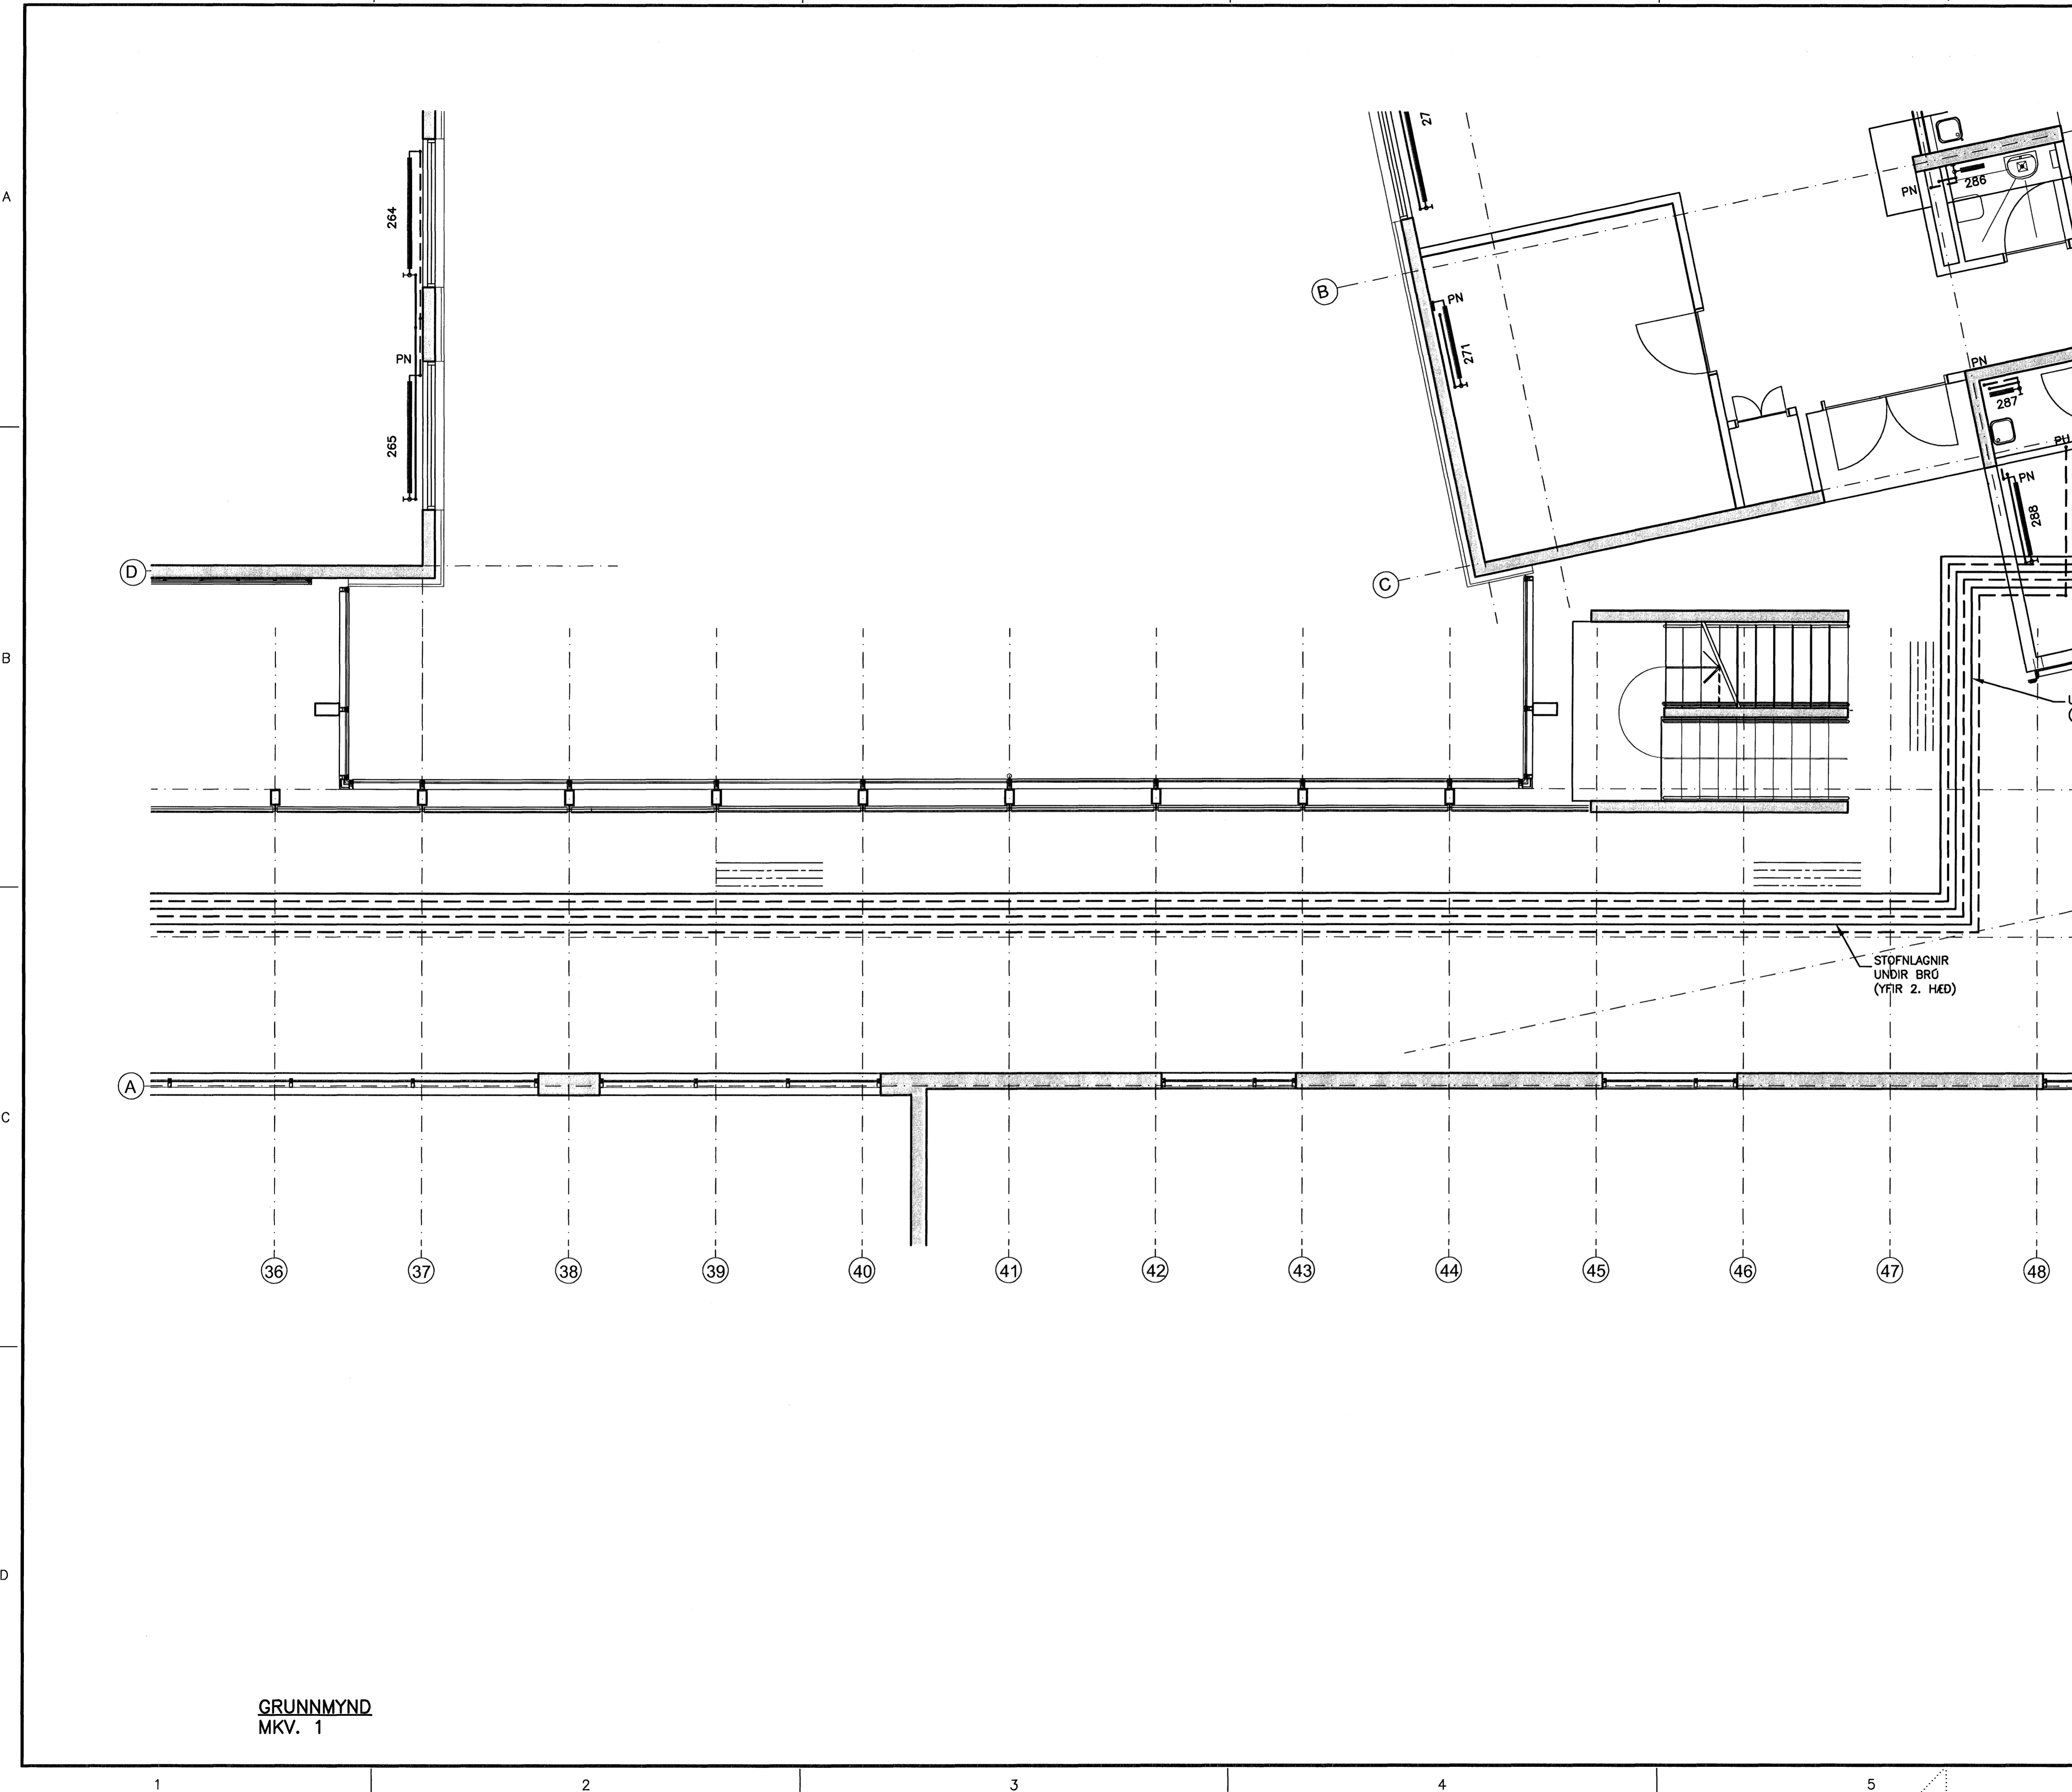 A
264
PN
286
B
PN
271
PN
PN
287
265
PH
PN
288
D
C
B
STOFNLAGNIR
UNDIR BRÚ
(YFIR 2. HÆÐ)
A
C
36 37 38 39 40 41 42 43 44 45 46 47 48
D
GRUNNMYND
MKV. 1
1 2 3 4 5